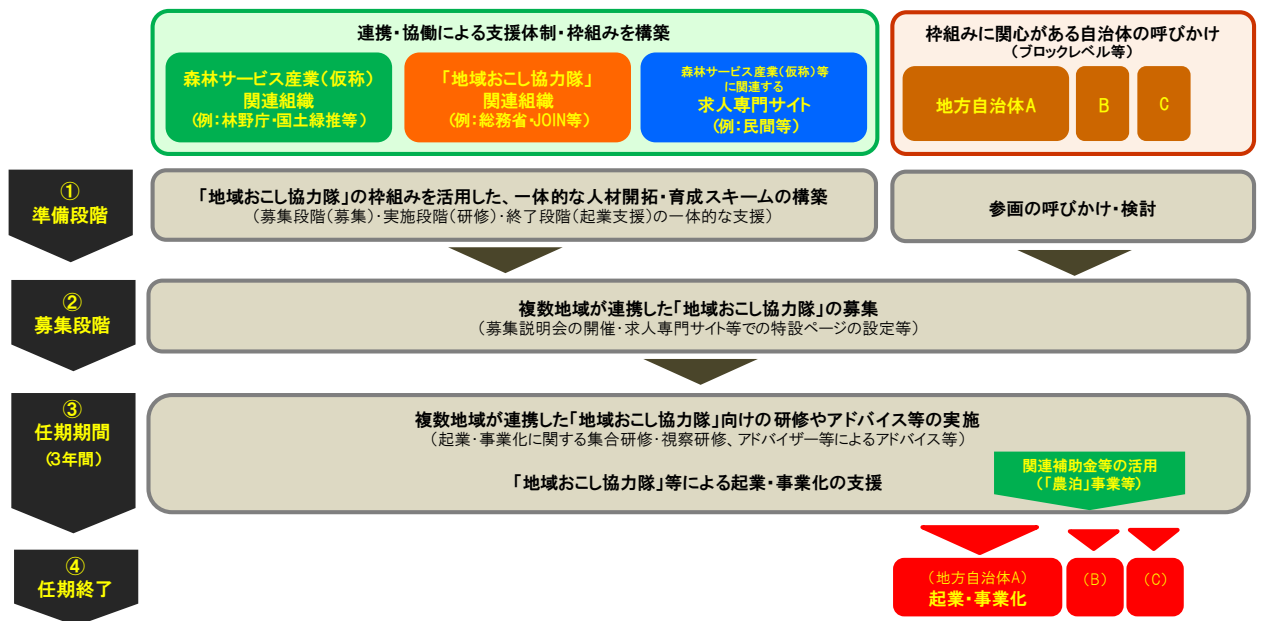 連携・協働による支援体制・枠組みを構築
森林サービス産業（仮称）
関連組織
（例：林野庁・国土緑推等）
「地域おこし協力隊」
関連組織
（例：総務省・JOIN等）
森林サービス産業（仮称）等
に関連する
求人専門サイト
（例：民間等）
枠組みに関心がある自治体の呼びかけ
（ブロックレベル等）
地方自治体A
B
C
①
準備段階
「地域おこし協力隊」の枠組みを活用した、一体的な人材開拓・育成スキームの構築
（募集段階（募集）・実施段階（研修）・終了段階（起業支援）の一体的な支援）
参画の呼びかけ・検討
②
募集段階
複数地域が連携した「地域おこし協力隊」の募集
（募集説明会の開催・求人専門サイト等での特設ページの設定等）
③
任期期間
（3年間）
複数地域が連携した「地域おこし協力隊」向けの研修やアドバイス等の実施
（起業・事業化に関する集合研修・視察研修、アドバイザー等によるアドバイス等）
「地域おこし協力隊」等による起業・事業化の支援
関連補助金等の活用
（「農泊」事業等）
④
任期終了
（地方自治体A）
起業・事業化
（B）
（C）